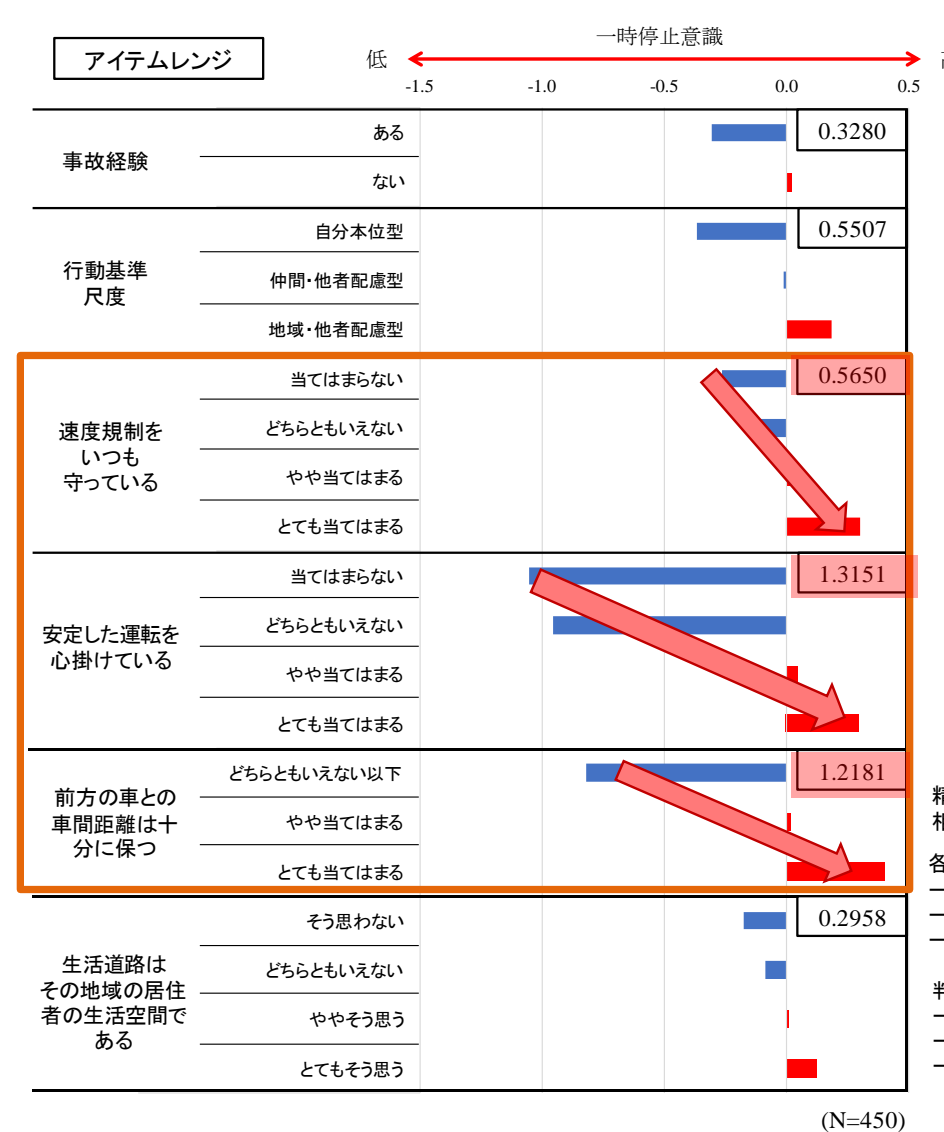 一時停止意識
アイテムレンジ
低
-1.5 -1.0 -0.5 0.0 0.5
事故経験
ある
0.3280
ない
行動基準
尺度
自分本位型
0.5507
仲間・他者配慮型
地域・他者配慮型
速度規制を
いつも
守っている
当てはまらない
0.5650
どちらともいえない
やや当てはまる
とても当てはまる
安定した運転を
心掛けている
当てはまらない
1.3151
どちらともいえない
やや当てはまる
とても当てはまる
前方の車との
車間距離は十
分に保つ
どちらともいえない以下
1.2181
やや当てはまる
とても当てはまる
生活道路は
その地域の居住
者の生活空間で
ある
そう思わない
0.2958
どちらともいえない
ややそう思う
とてもそう思う
各
(N=450)